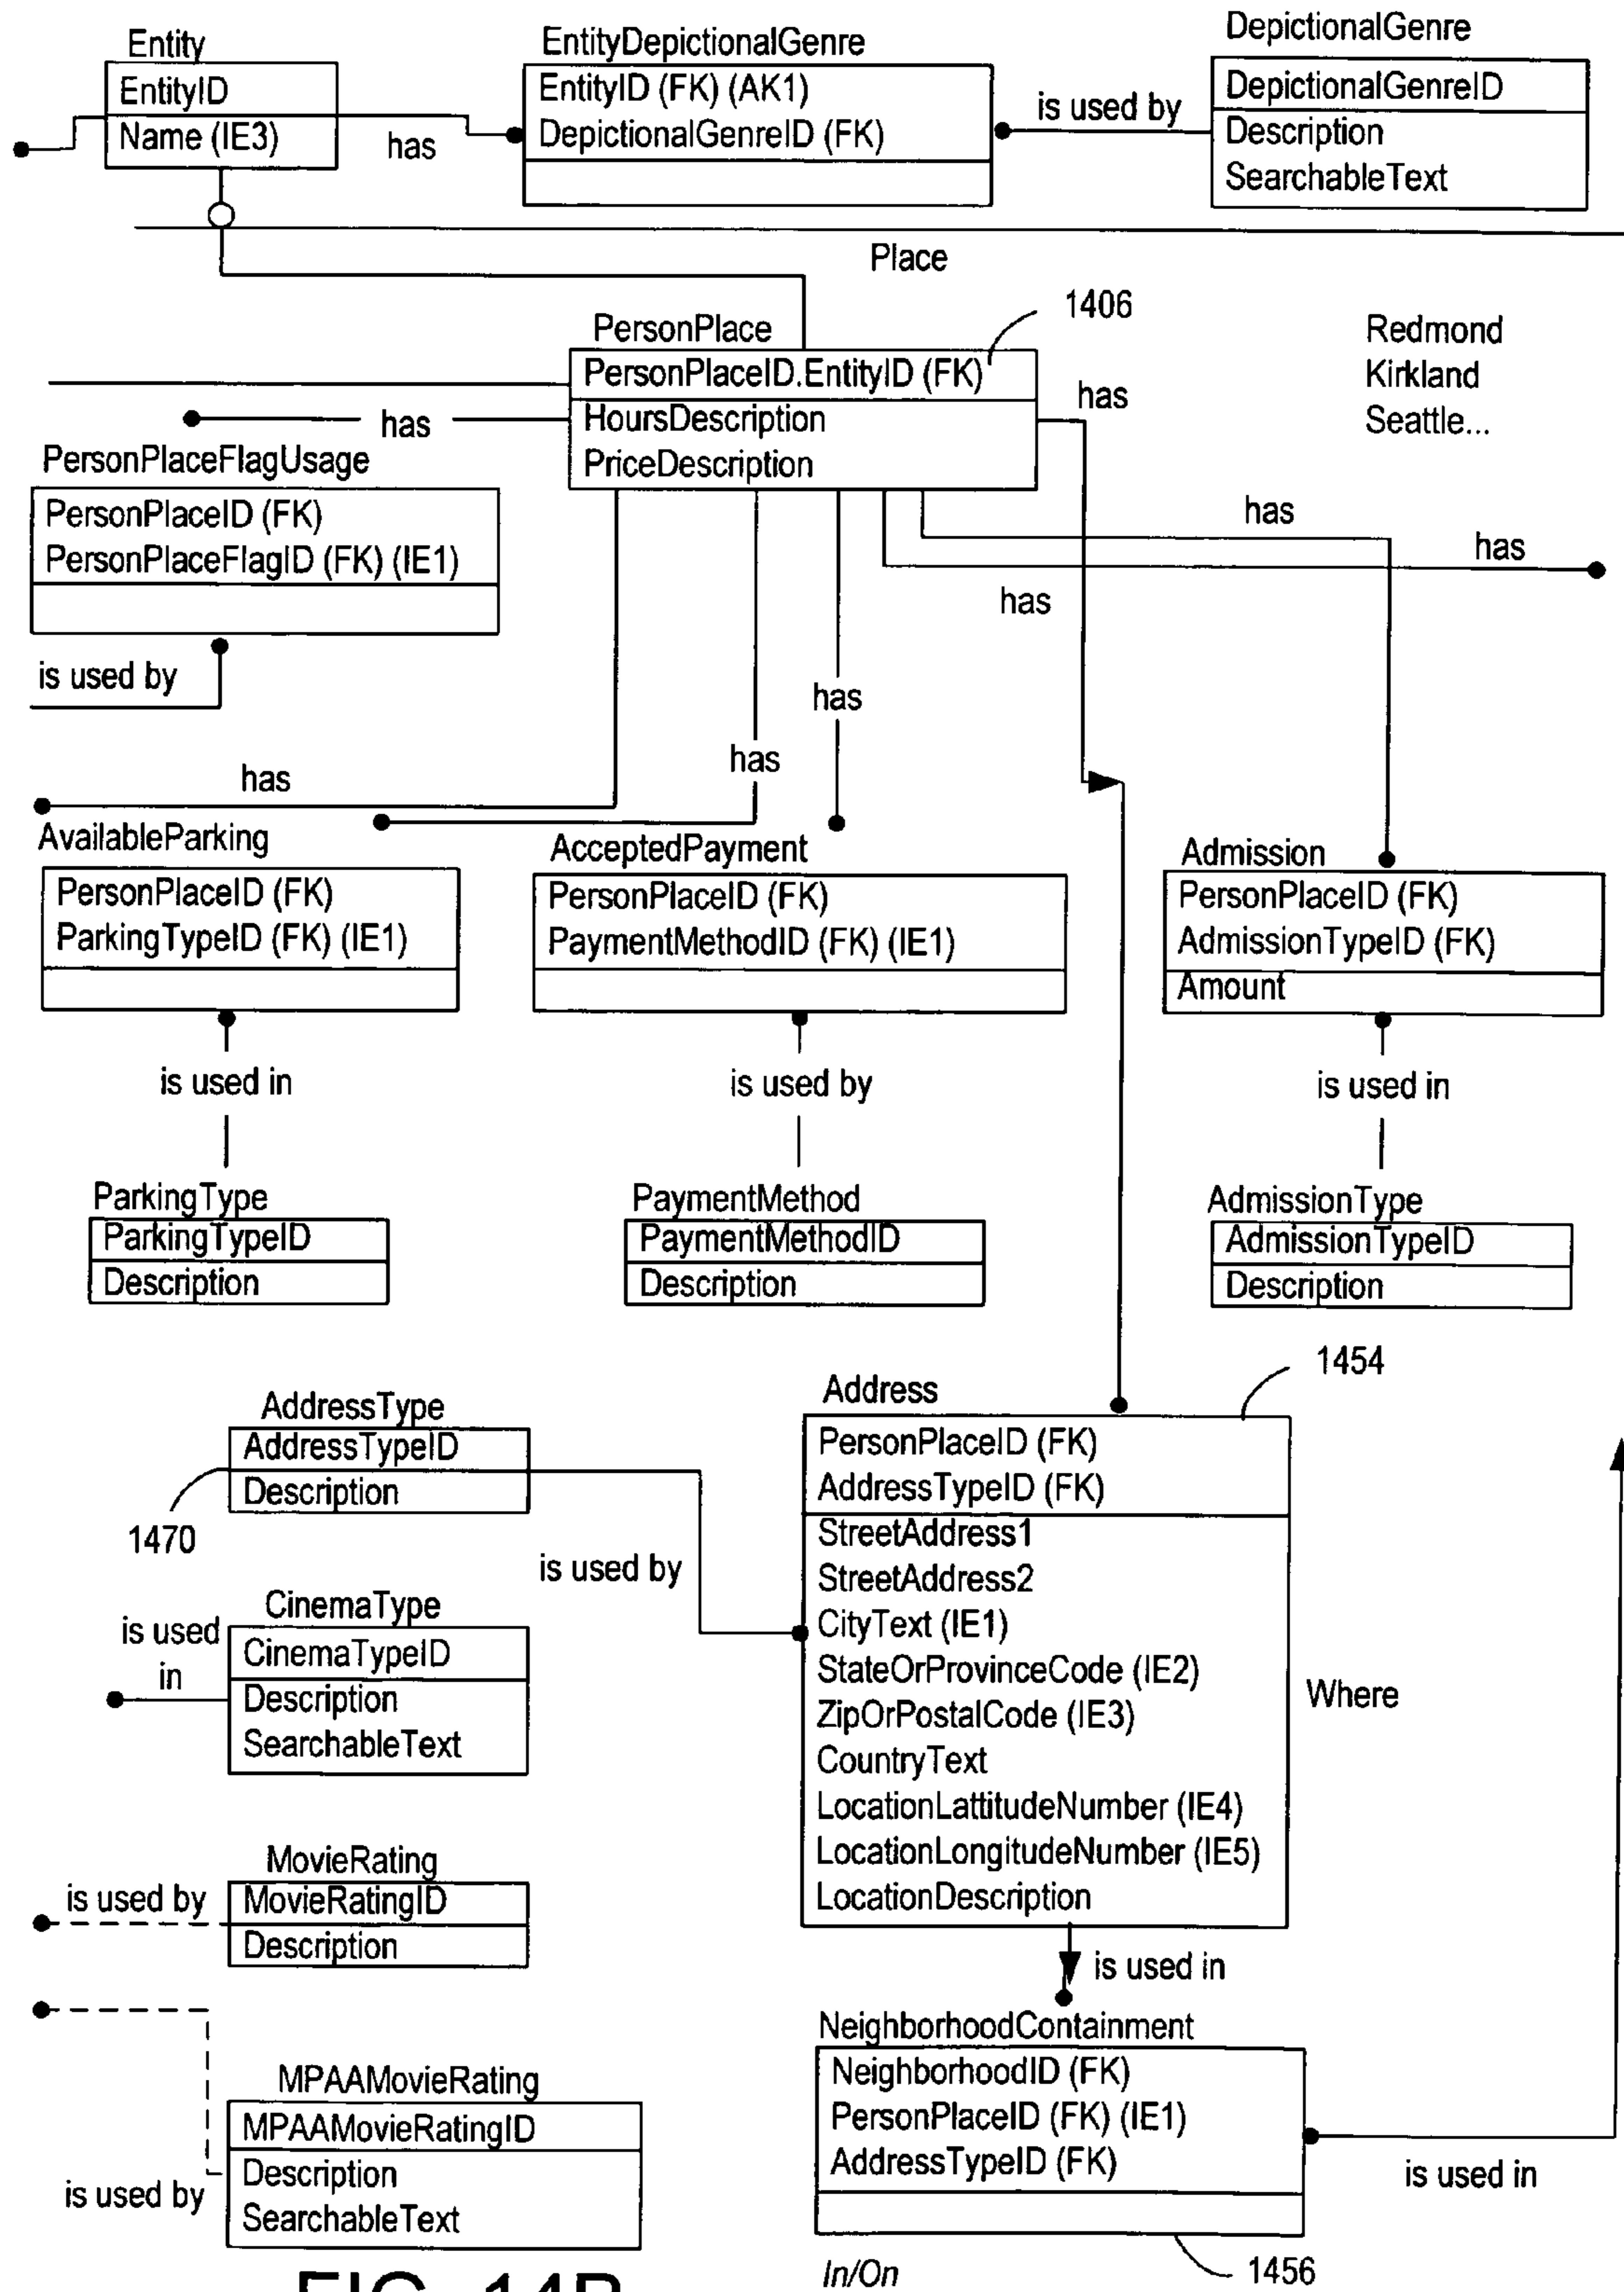 Entity
EntityID
Name (IE3)
has
EntityDepictionalGenre
EntityID (FK) (AK1)
DepictionalGenreID (FK)
is used by
DepictionalGenre
DepictionalGenreID
Description
SearchableText
Place
1406
PersonPlace
PersonPlaceID.EntityID (FK)
HoursDescription
PriceDescription
has
has
Redmond
Kirkland
Seattle...
PersonPlaceFlagUsage
PersonPlaceID (FK)
PersonPlaceFlagID (FK) (IE1)
is used by
has
has
has
has
has
has
AvailableParking
PersonPlaceID (FK)
ParkingTypeID (FK) (IE1)
is used in
ParkingType
ParkingTypeID
Description
AcceptedPayment
PersonPlaceID (FK)
PaymentMethodID (FK) (IE1)
is used by
PaymentMethod
PaymentMethodID
Description
Admission
PersonPlaceID (FK)
AdmissionTypeID (FK)
Amount
is used in
AdmissionType
AdmissionTypeID
Description
AddressType
AddressTypeID
Description
1470
is used by
1454
Address
PersonPlaceID (FK)
AddressTypeID (FK)
StreetAddress1
StreetAddress2
CityText (IE1)
StateOrProvinceCode (IE2)
ZipOrPostalCode (IE3)
CountryText
LocationLattitudeNumber (IE4)
LocationLongitudeNumber (IE5)
LocationDescription
Where
is used
in
CinemaType
CinemaTypeID
Description
SearchableText
is used by
MovieRating
MovieRatingID
Description
is used in
NeighborhoodContainment
NeighborhoodID (FK)
PersonPlaceID (FK) (IE1)
AddressTypeID (FK)
is used in
is used by
MPAAMovieRating
MPAAMovieRatingID
Description
SearchableText
In/On
1456
FIG. 14B